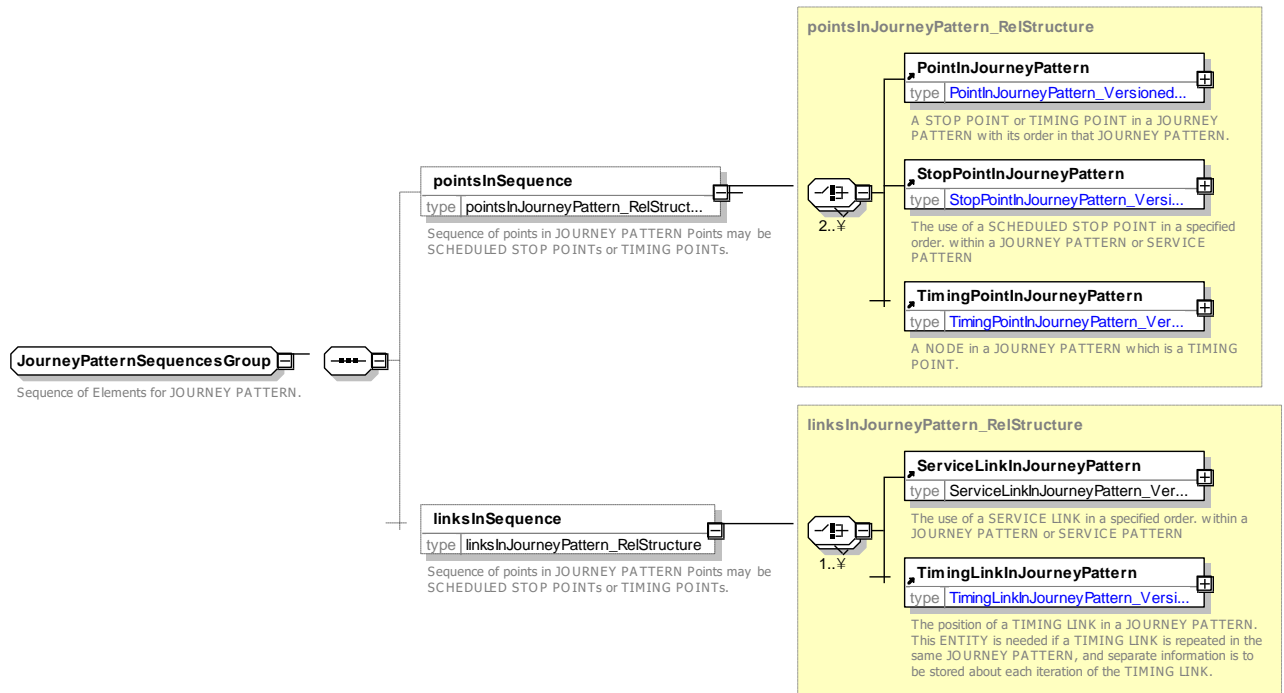 pointsInJourneyPattern_RelStructure
PointInJourneyPattern
type PointInJourneyPattern_Versioned...
A STOP POINT or TIMING POINT in a JOURNEY
PATTERN with its order in that JOURNEY PATTERN.
pointsInSequence
type pointsInJourneyPattern_RelStruct...
Sequence of points in JOURNEY PATTERN Points may be
SCHEDULED STOP POINTs or TIMING POINTs.
2..¥
StopPointInJourneyPattern
type StopPointInJourneyPattern_Versi...
The use of a SCHEDULED STOP POINT in a specified
order. within a JOURNEY PATTERN or SERVICE
PATTERN
TimingPointInJourneyPattern
type TimingPointInJourneyPattern_Ver...
A NODE in a JOURNEY PATTERN which is a TIMING
POINT.
JourneyPatternSequencesGroup
Sequence of Elements for JOURNEY PATTERN.
linksInJourneyPattern_RelStructure
ServiceLinkInJourneyPattern
type ServiceLinkInJourneyPattern_Ver...
The use of a SERVICE LINK in a specified order. within a
JOURNEY PATTERN or SERVICE PATTERN
linksInSequence
type linksInJourneyPattern_RelStructure
Sequence of points in JOURNEY PATTERN Points may be
SCHEDULED STOP POINTs or TIMING POINTs.
1..¥
TimingLinkInJourneyPattern
type TimingLinkInJourneyPattern_Versi...
The position of a TIMING LINK in a JOURNEY PATTERN.
This ENTITY is needed if a TIMING LINK is repeated in the
same JOURNEY PATTERN, and separate information is to
be stored about each iteration of the TIMING LINK.